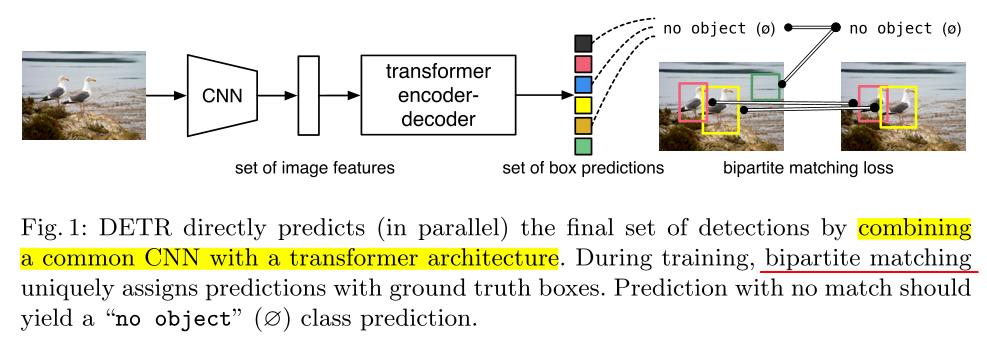 no object (ø) no object (ø)
CNN
transformer
encoder-
decoder
set of image features set of box predictions bipartite matching loss
Fig. 1: DETR directly predicts (in parallel) the final set of detections by combining
a common CNN with a transformer architecture. During training, bipartite matching
uniquely assigns predictions with ground truth boxes. Prediction with no match should
yield a “no object” (∅) class prediction.